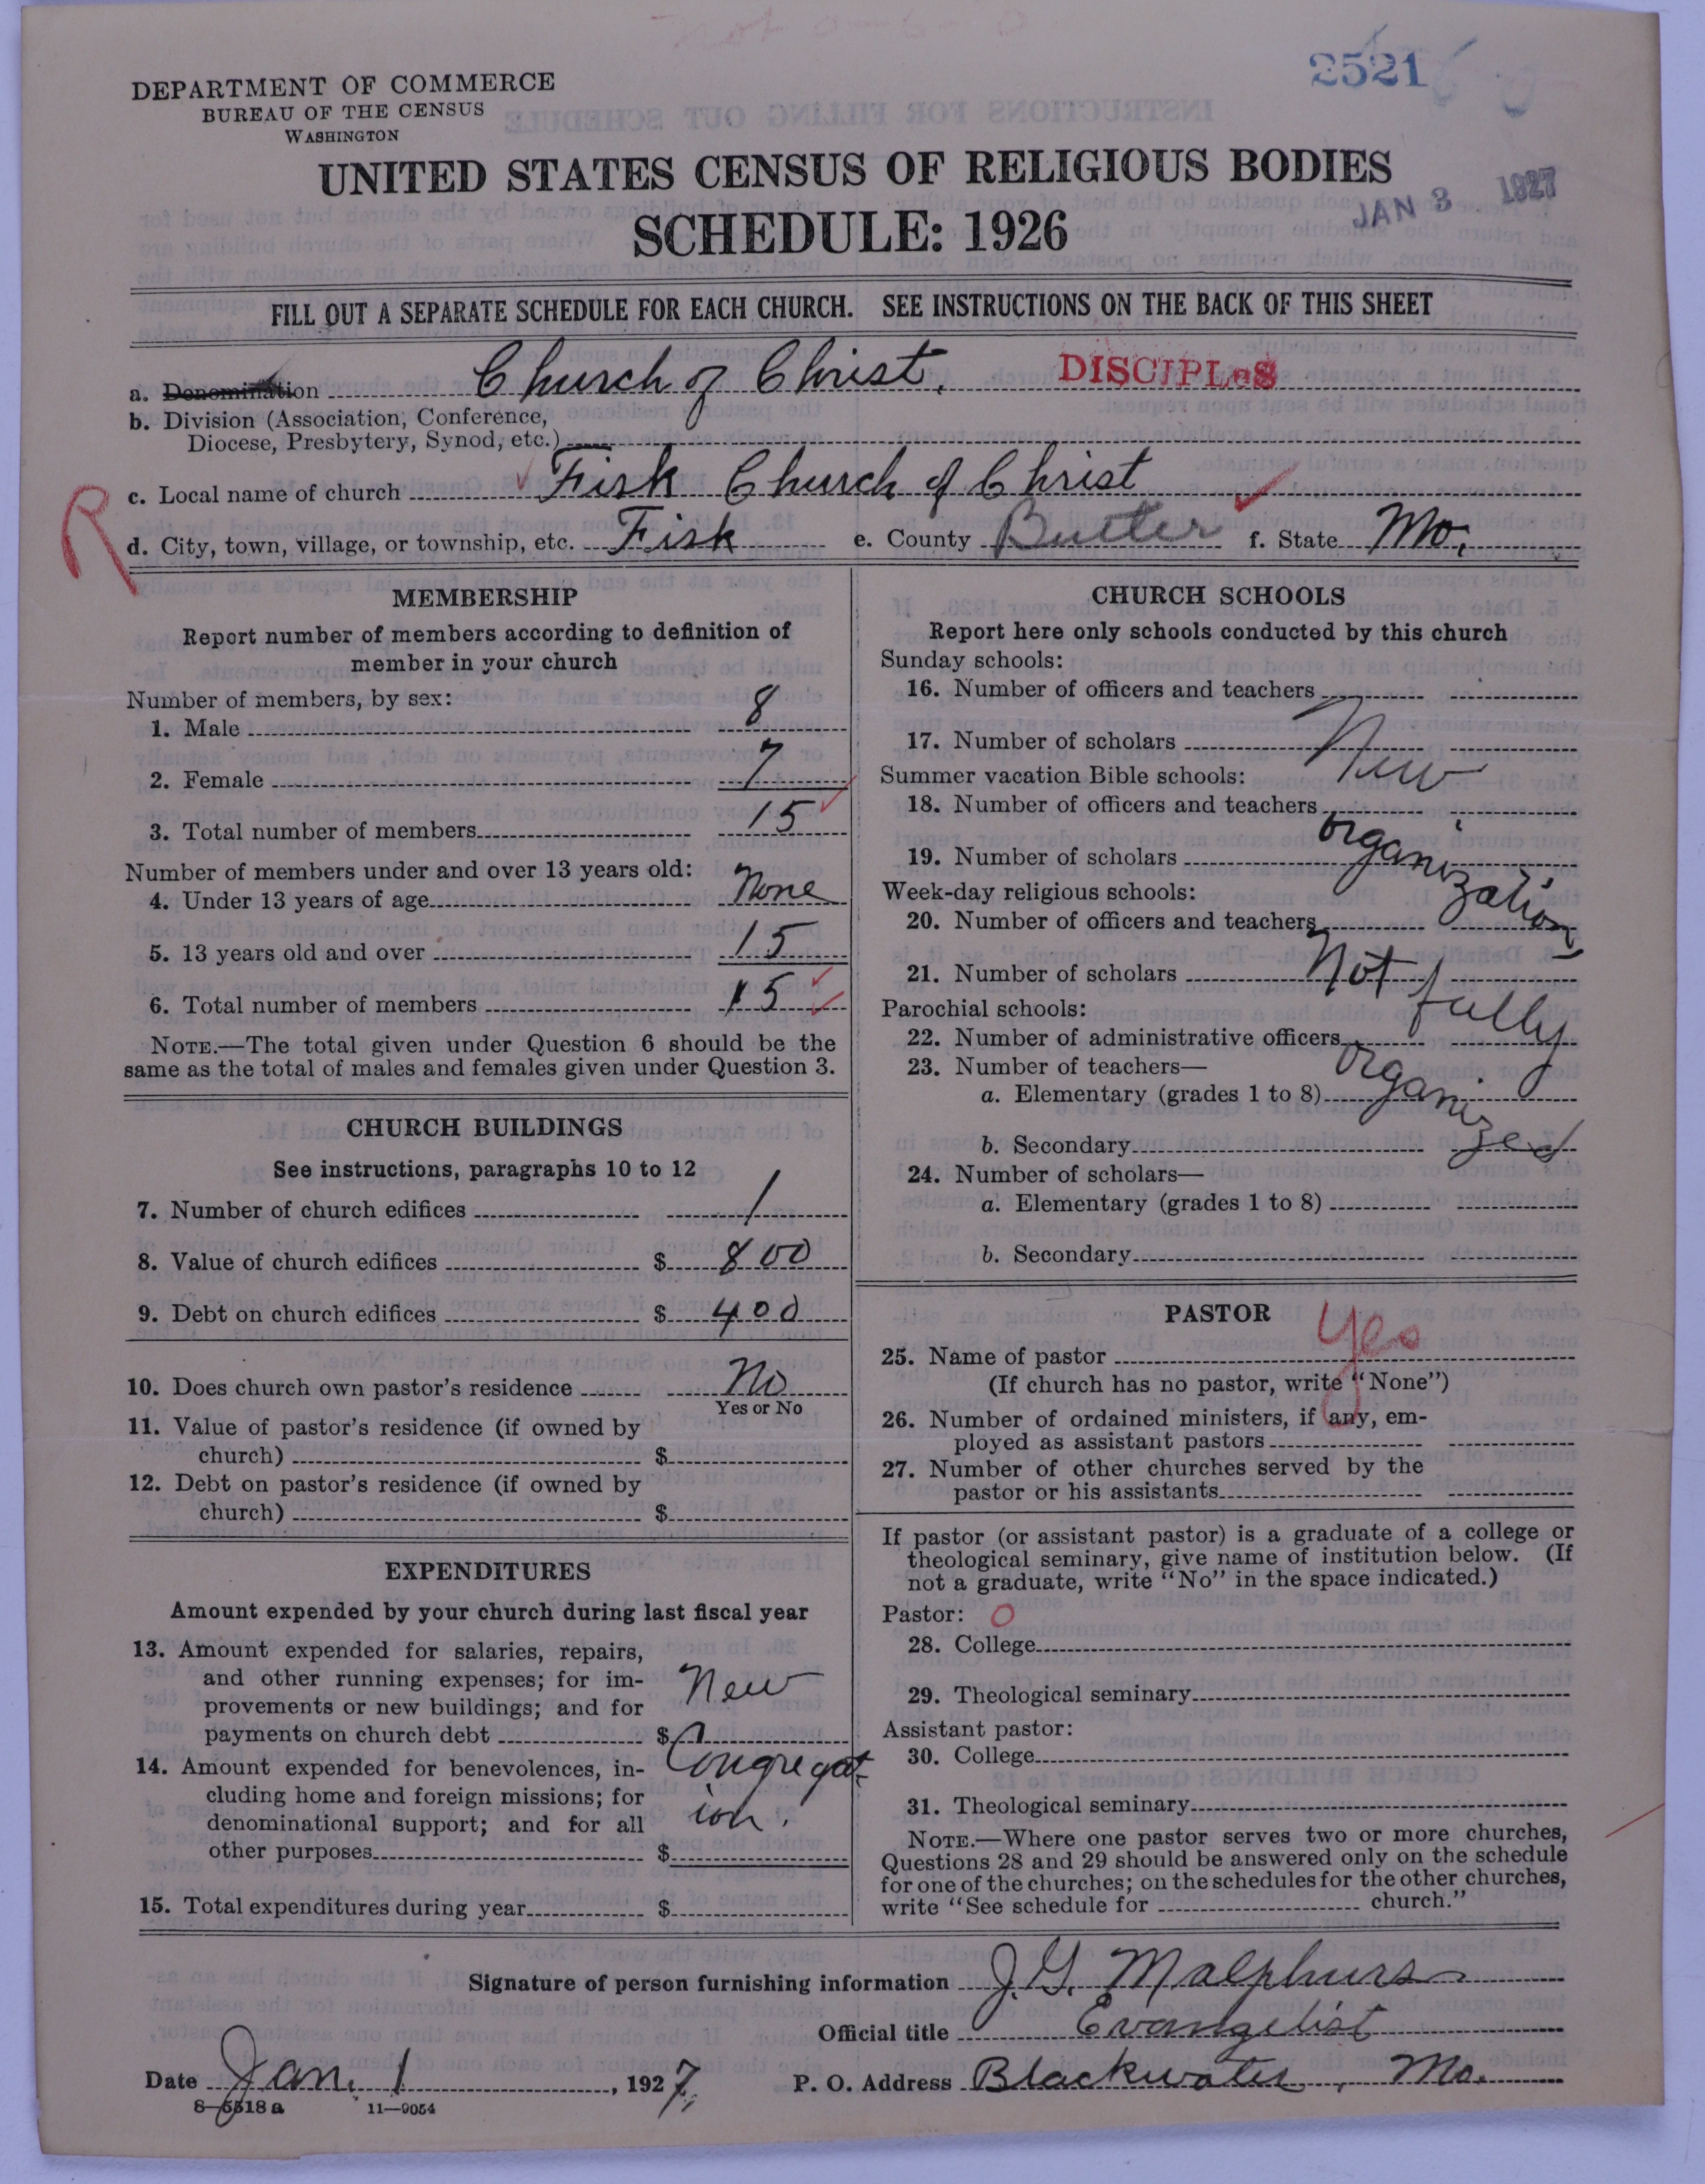 2521
DEPARTMENT OF COMMERCE
BUREAU OF THE CENSUS
WASHINGTON
UNITED STATES CENSUS OF RELIGIOUS BODIES
JAN 3 1927
SCHEDULE: 1926
FILL OUT A SEPARATE SCHEDULE FOR EACH CHURCH. SEE INSTRUCTIONS ON THE BACK OF THIS SHEET
a. Denomination Church of Christ. DISCIPLES
b. Division (Association, Conference,
Diocese, Presbytery, Synod, etc.)
R
c. Local name of church Fisk Church of Christ
d. City, town, village, or township, etc. Fisk e. County Butler f. State Mo.
MEMBERSHIP
Report number of members according to definition of
member in your church
Number of members, by sex:
1. Male 8
2. Female 7
3. Total number of members 15
Number of members under and over 13 years old:
4. Under 13 years of age None
5. 13 years old and over 15
6. Total number of members 15
NOTE.—The total given under Question 6 should be the
same as the total of males and females given under Question 3.
CHURCH BUILDINGS
See instructions, paragraphs 10 to 12
7. Number of church edifices 1
8. Value of church edifices $ 800
9. Debt on church edifices $ 400
10. Does church own pastor's residence No
Yes or No
11. Value of pastor's residence (if owned by
church) $
12. Debt on pastor's residence (if owned by
church) $
EXPENDITURES
Amount expended by your church during last fiscal year
13. Amount expended for salaries, repairs,
and other running expenses; for im-
provements or new buildings; and for
payments on church debt $
New
14. Amount expended for benevolences, in-
cluding home and foreign missions; for
denominational support; and for all
other purposes $
Congregat-
ion.
15. Total expenditures during year $
CHURCH SCHOOLS
Report here only schools conducted by this church
Sunday schools:
16. Number of officers and teachers
17. Number of scholars
New
Summer vacation Bible schools:
18. Number of officers and teachers
19. Number of scholars
organization
Week-day religious schools:
20. Number of officers and teachers
21. Number of scholars Not
Parochial schools:
fully
22. Number of administrative officers
23. Number of teachers—
a. Elementary (grades 1 to 8)
organized
b. Secondary
24. Number of scholars—
a. Elementary (grades 1 to 8)
b. Secondary
PASTOR
25. Name of pastor Yes
(If church has no pastor, write "None")
26. Number of ordained ministers, if any, em-
ployed as assistant pastors
27. Number of other churches served by the
pastor or his assistants
If pastor (or assistant pastor) is a graduate of a college or
theological seminary, give name of institution below. (If
not a graduate, write "No" in the space indicated.)
Pastor: O
28. College
29. Theological seminary
Assistant pastor:
30. College
31. Theological seminary
NOTE.—Where one pastor serves two or more churches,
Questions 28 and 29 should be answered only on the schedule
for one of the churches; on the schedules for the other churches,
write "See schedule for church."
Signature of person furnishing information J. G. Malphurs
Official title Evangelist
Date Jan. 1, 1927. P. O. Address Blackwater, Mo.
8—5518 a 11—9054